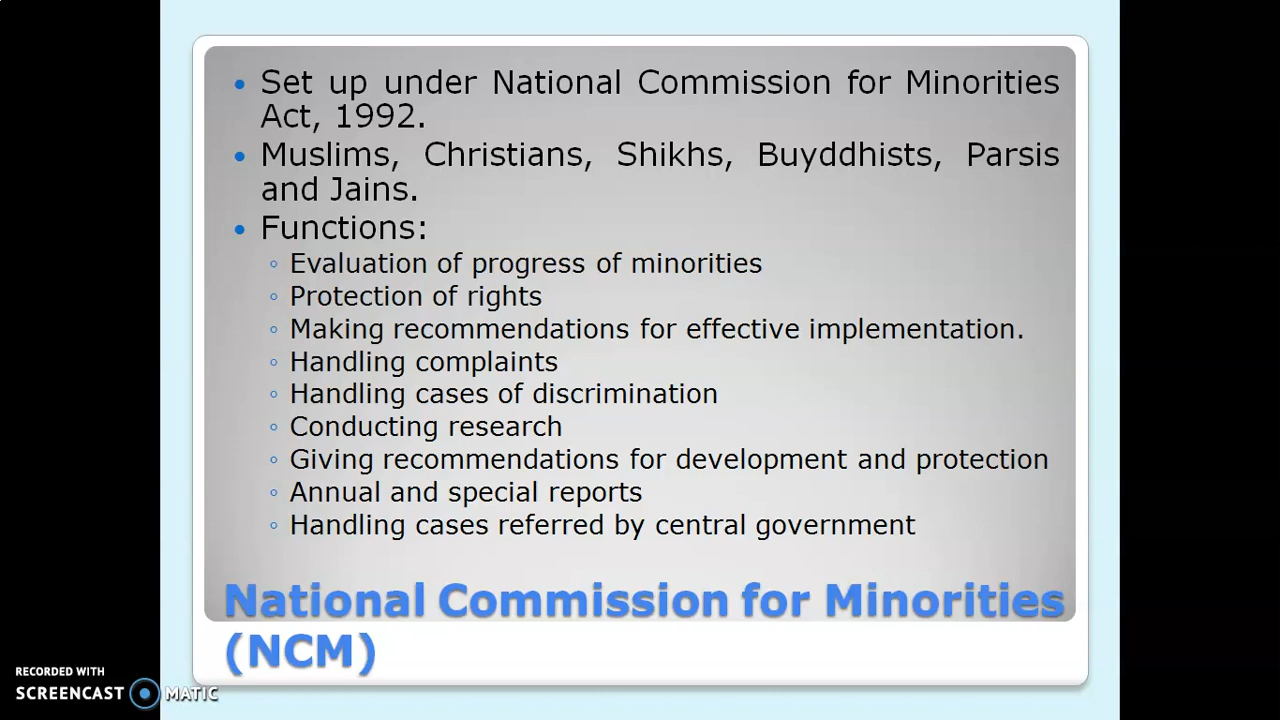 Set up under National Commission for Minorities
Act, 1992.
Muslims, Christians, Shikhs, Buyddhists, Parsis
and Jains.
Functions:
Evaluation of progress of minorities
Protection of rights
Making recommendations for effective implementation.
Handling complaints
Handling cases of discrimination
Conducting research
Giving recommendations for development and protection
Annual and special reports
Handling cases referred by central government
National Commission for Minorities
(NCM)
RECORDED WITH
SCREENCAST MATIC